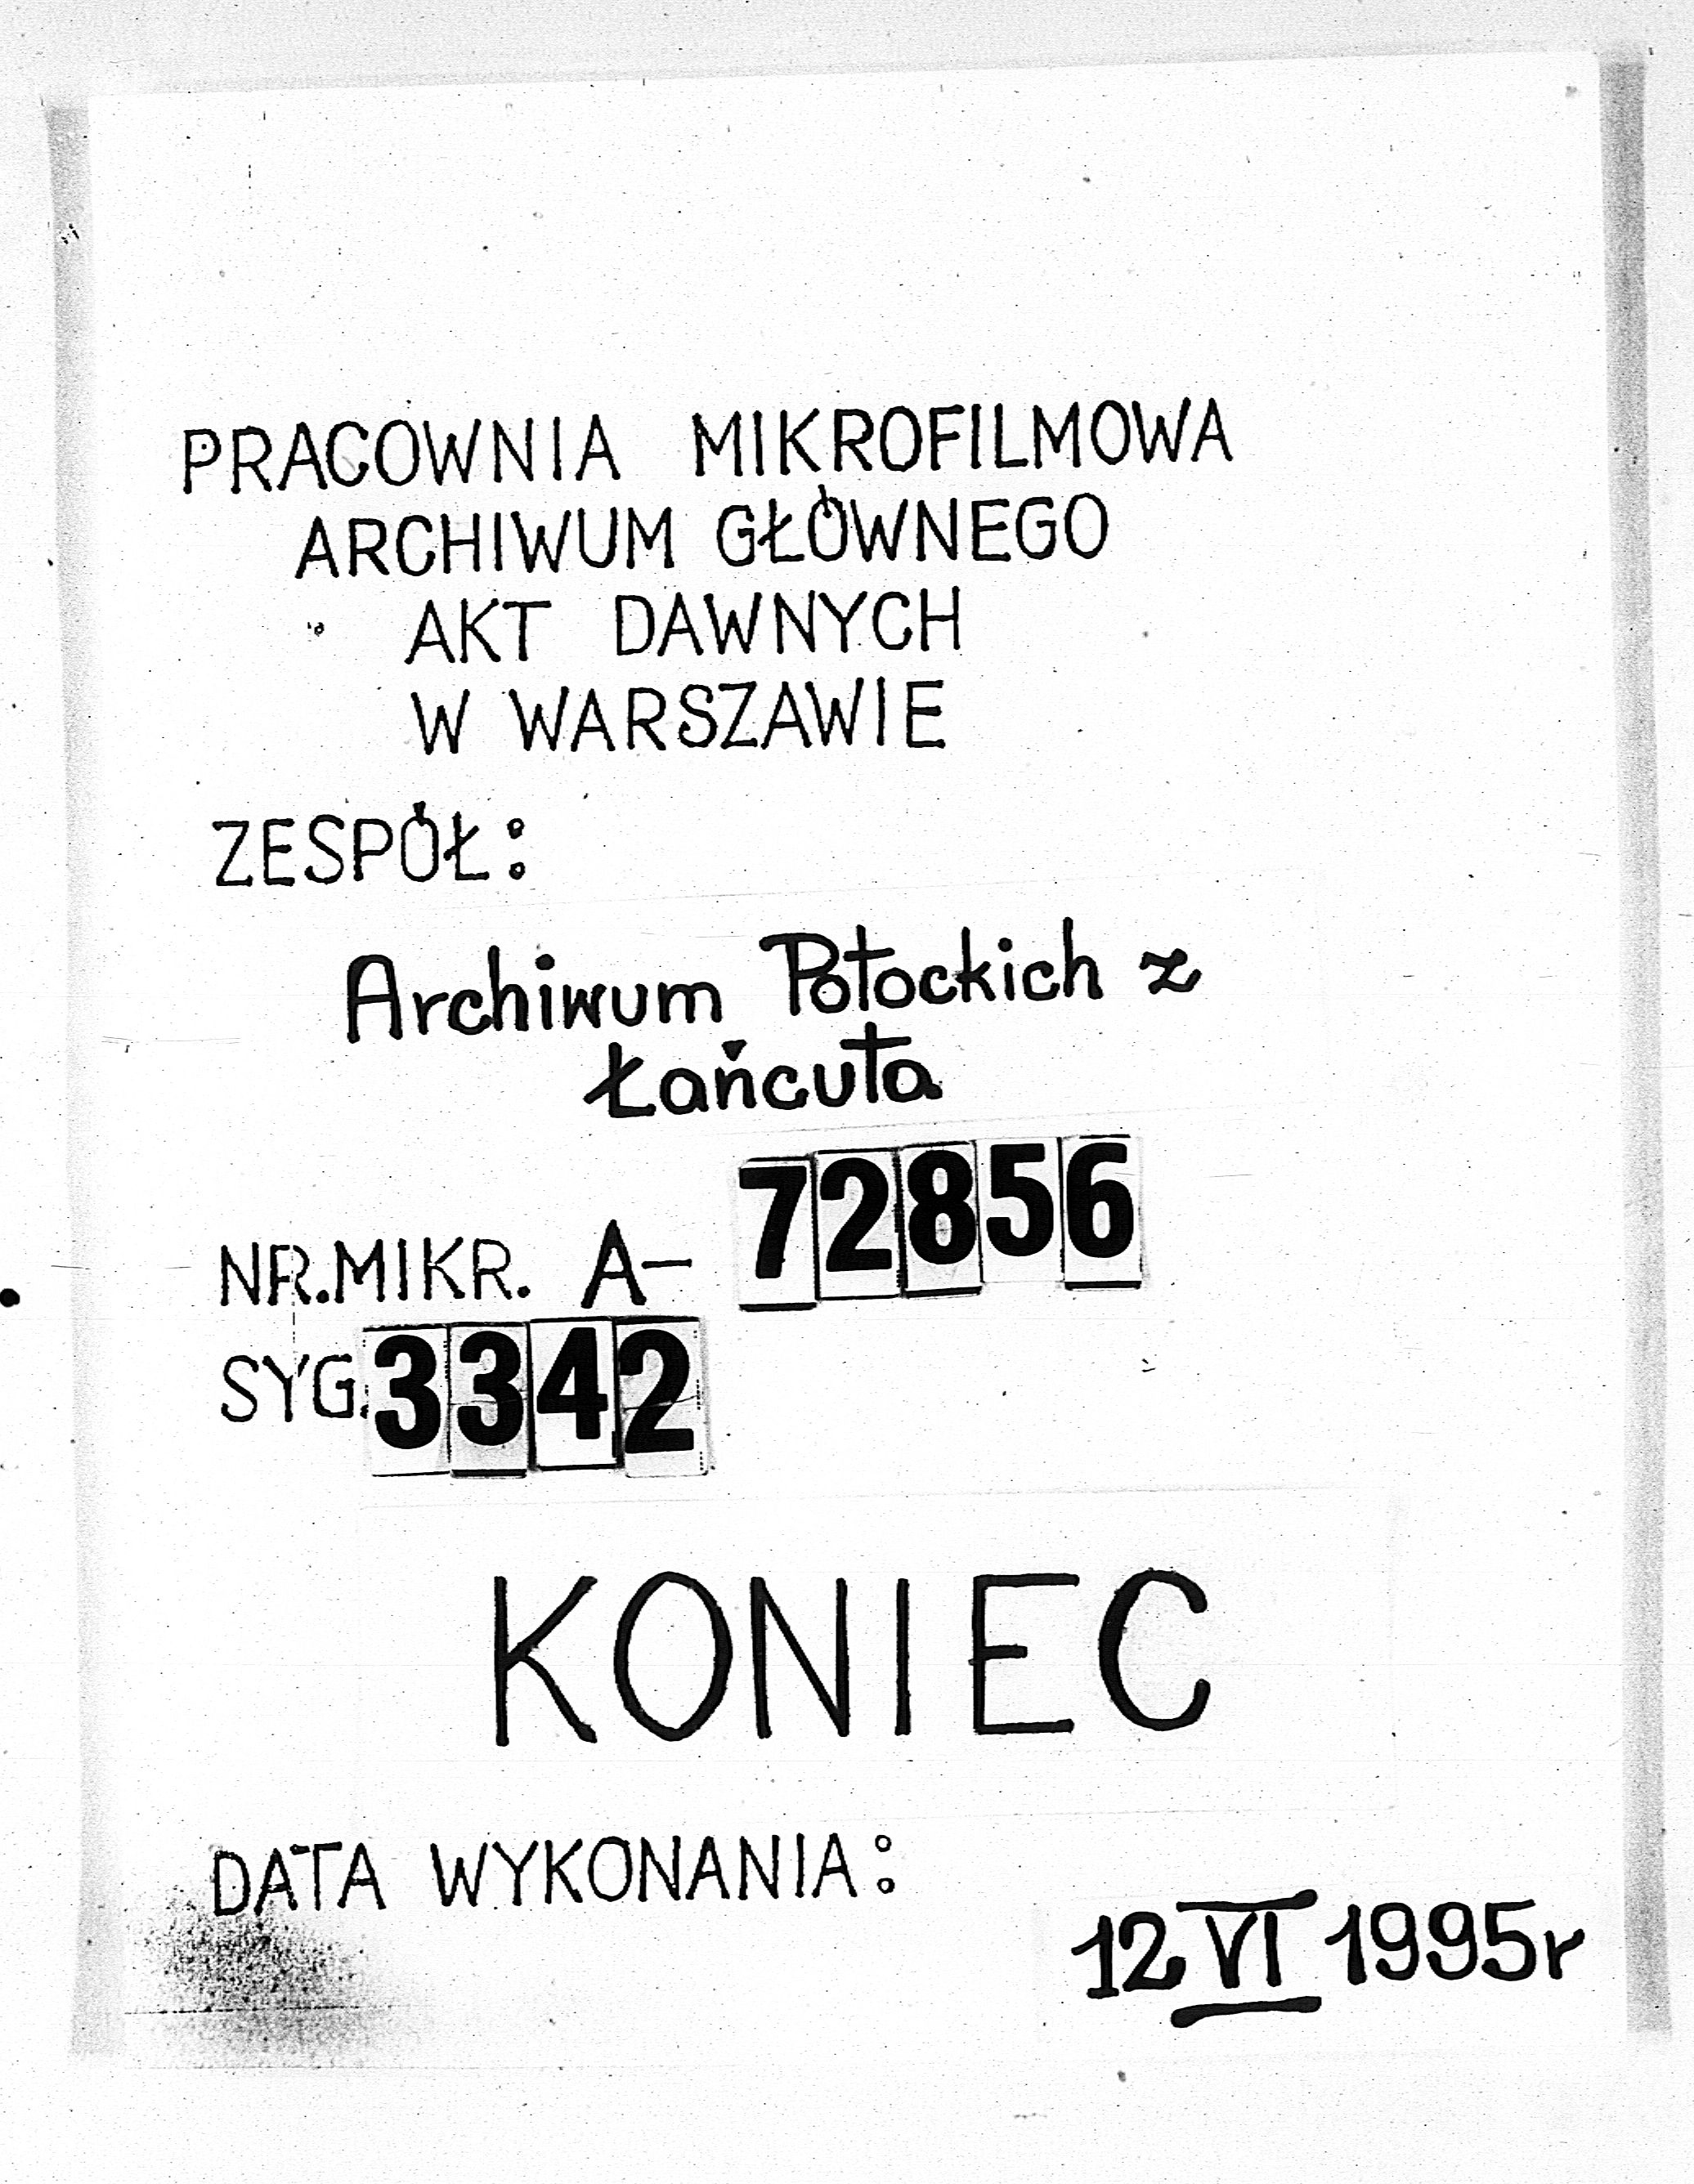 PRACOWNIA MIKROFILMOWA
ARCHIWUM GŁÓWNEGO
AKT DAWNYCH
W WARSZAWIE
ZESPÓŁ:
Archiwum Potockich z
Łańcuta
NR.MIKR. A- 72856
SYG. 3342
KONIEC
DATA WYKONANIA:
12 VI 1995r